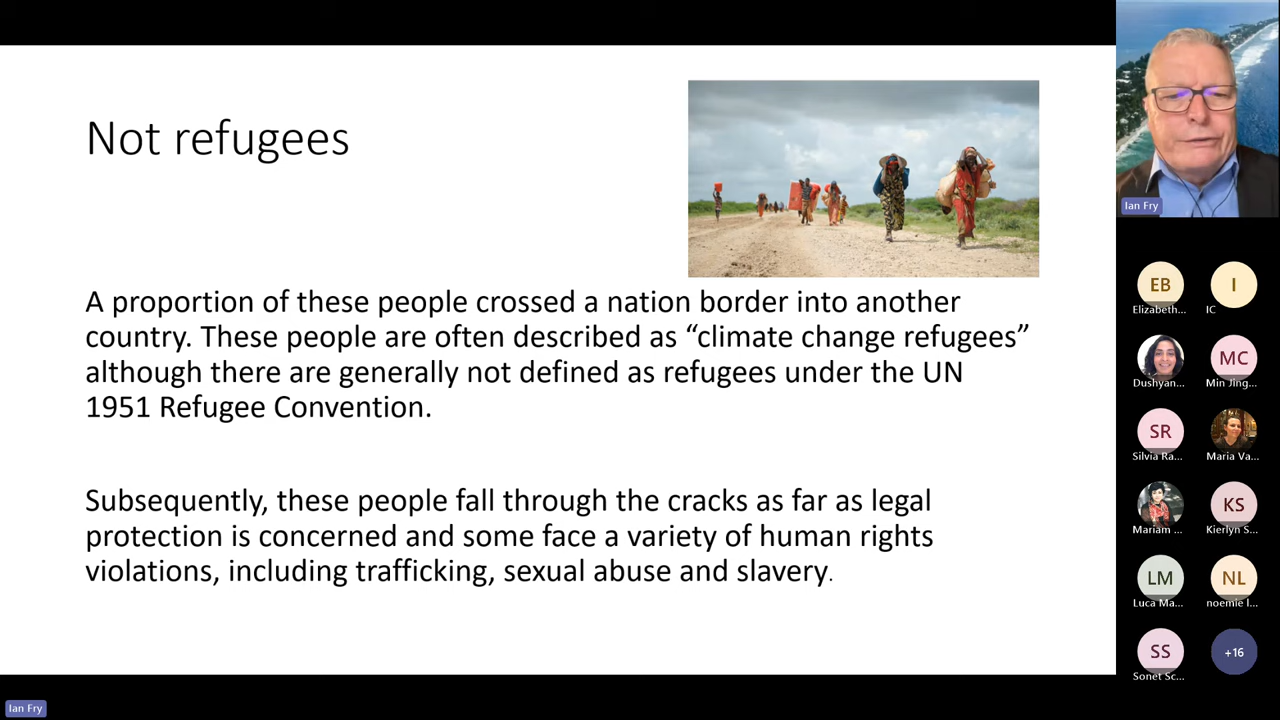 Not refugees
A proportion of these people crossed a nation border into another
country. These people are often described as “climate change refugees”
although there are generally not defined as refugees under the UN
1951 Refugee Convention.
Subsequently, these people fall through the cracks as far as legal
protection is concerned and some face a variety of human rights
violations, including trafficking, sexual abuse and slavery.
Ian Fry
Ian Fry
EB
Elizabeth...
I
IC
Dushyan...
MC
Min Jing...
SR
Silvia Ra...
Maria Va...
Mariam ...
KS
Kierlyn S...
LM
Luca Ma...
NL
noemie l...
SS
Sonet Sc...
+16